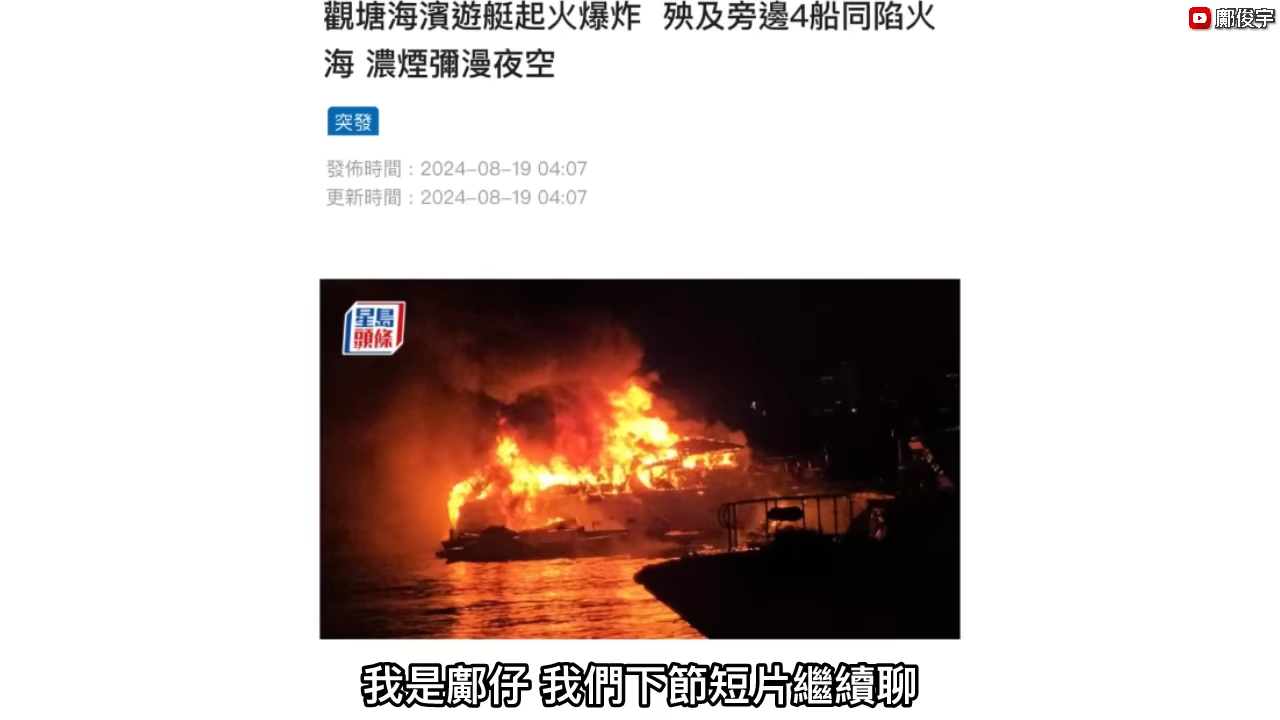 觀塘海濱遊艇起火爆炸 殃及旁邊4船同陷火
海 濃煙彌漫夜空
鄺俊宇
突發
發佈時間：2024-08-19 04:07
更新時間：2024-08-19 04:07
星島
頭條
我是鄺仔 我們下節短片繼續聊